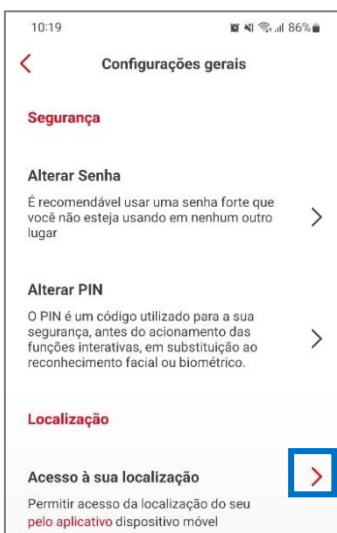 10:19
86%
Configurações gerais
Segurança
Alterar Senha
É recomendável usar uma senha forte que
você não esteja usando em nenhum outro
lugar
Alterar PIN
O PIN é um código utilizado para a sua
segurança, antes do acionamento das
funções interativas, em substituição ao
reconhecimento facial ou biométrico.
Localização
Acesso à sua localização
Permitir acesso da localização do seu
pelo aplicativo dispositivo móvel